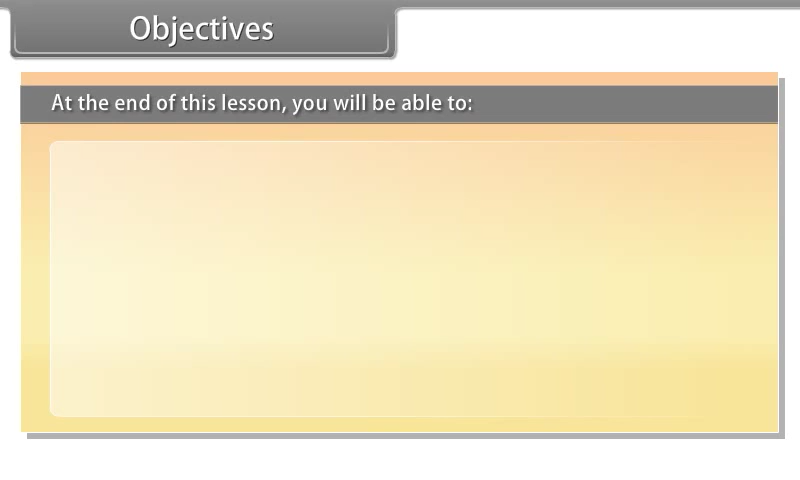 Objectives
At the end of this lesson, you will be able to: